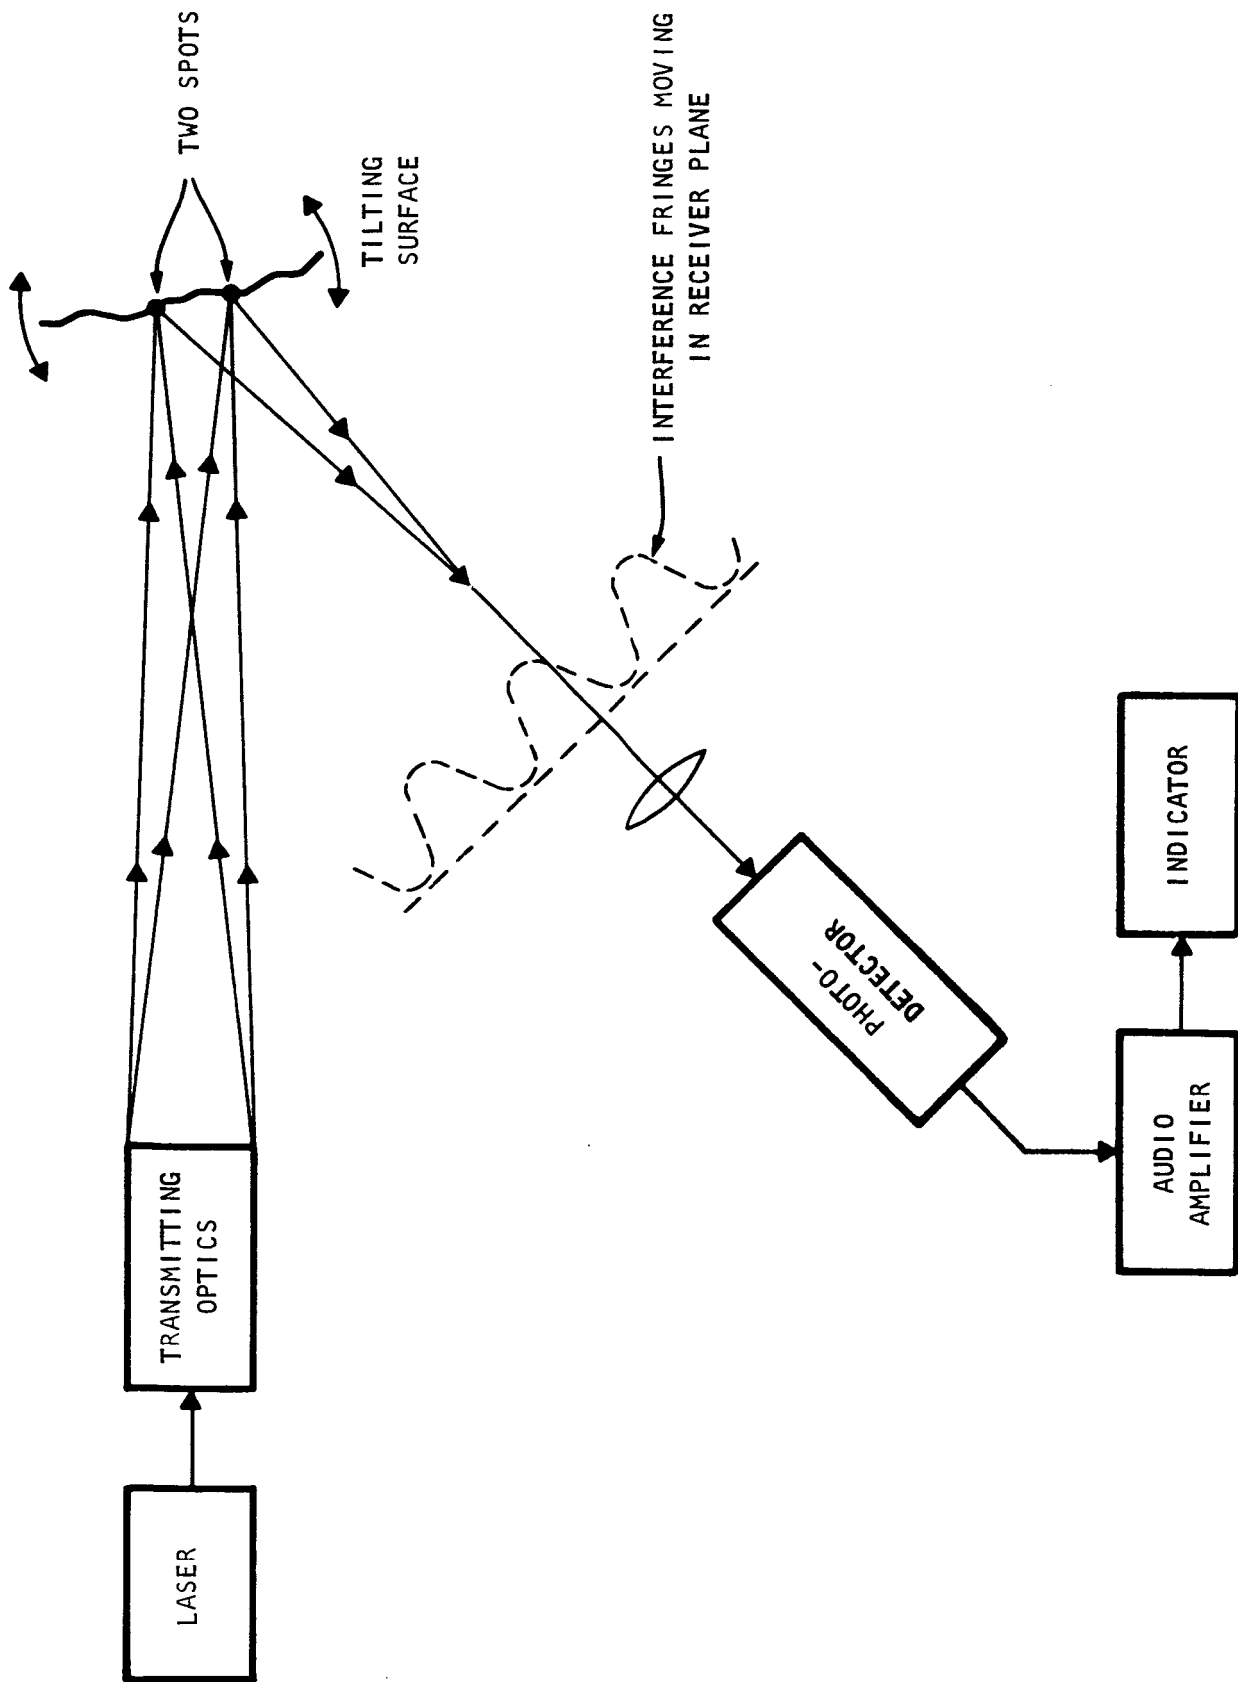 LASER
TRANSMITTING
OPTICS
TWO SPOTS
TILTING
SURFACE
INTERFERENCE FRINGES MOVING
IN RECEIVER PLANE
PHOTO-
DETECTOR
AUDIO
AMPLIFIER
INDICATOR